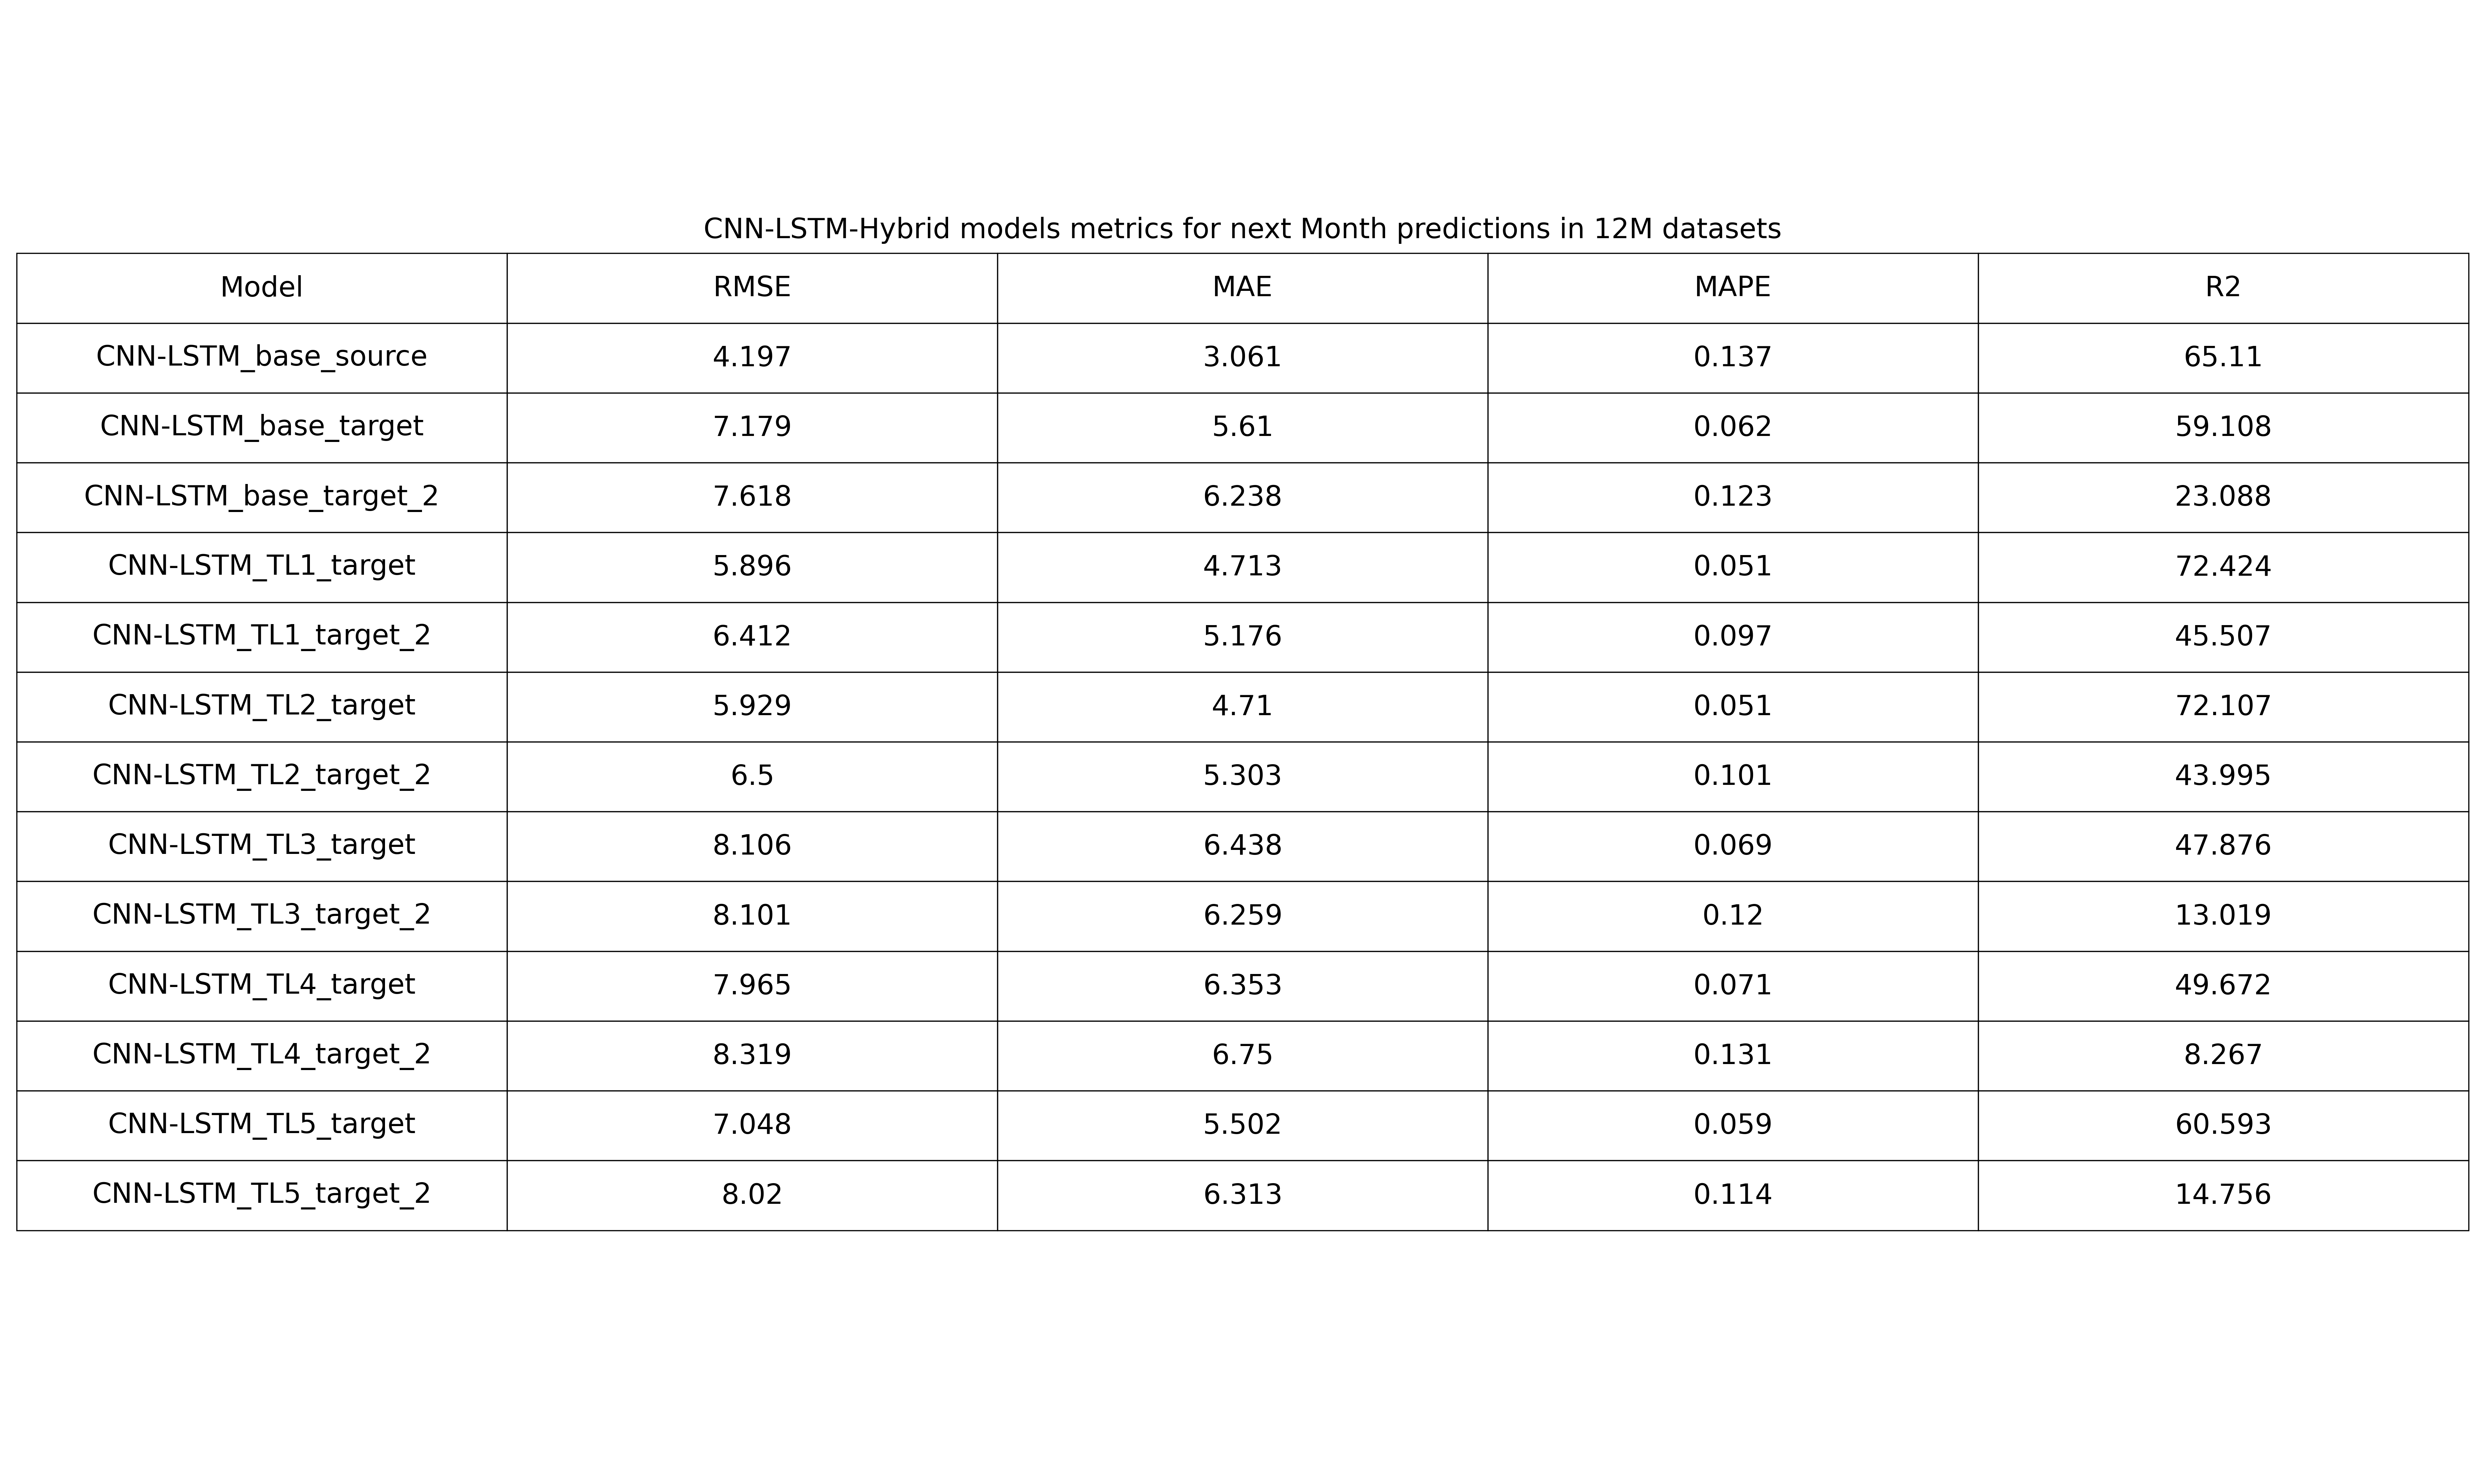 CNN-LSTM-Hybrid models metrics for next Month predictions in 12M datasets
Model RMSE MAE MAPE R2
CNN-LSTM_base_source 4.197 3.061 0.137 65.11
CNN-LSTM_base_target 7.179 5.61 0.062 59.108
CNN-LSTM_base_target_2 7.618 6.238 0.123 23.088
CNN-LSTM_TL1_target 5.896 4.713 0.051 72.424
CNN-LSTM_TL1_target_2 6.412 5.176 0.097 45.507
CNN-LSTM_TL2_target 5.929 4.71 0.051 72.107
CNN-LSTM_TL2_target_2 6.5 5.303 0.101 43.995
CNN-LSTM_TL3_target 8.106 6.438 0.069 47.876
CNN-LSTM_TL3_target_2 8.101 6.259 0.12 13.019
CNN-LSTM_TL4_target 7.965 6.353 0.071 49.672
CNN-LSTM_TL4_target_2 8.319 6.75 0.131 8.267
CNN-LSTM_TL5_target 7.048 5.502 0.059 60.593
CNN-LSTM_TL5_target_2 8.02 6.313 0.114 14.756